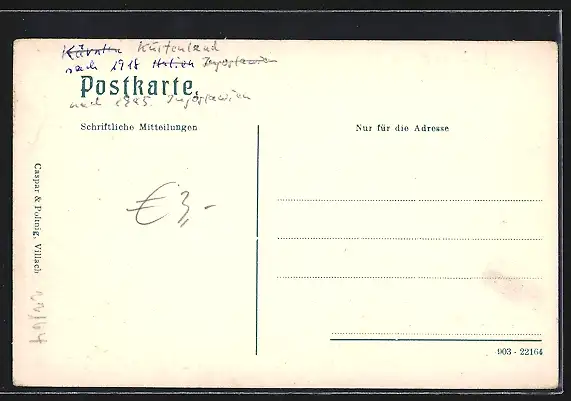 Kärnten Küstenland
nach 1918 Italien Jugoslawien
Postkarte.
nach 1945. Jugoslawien
Schriftliche Mitteilungen
Nur für die Adresse
€ 3,-
Caspar & Polmig, Villach
903 - 22164